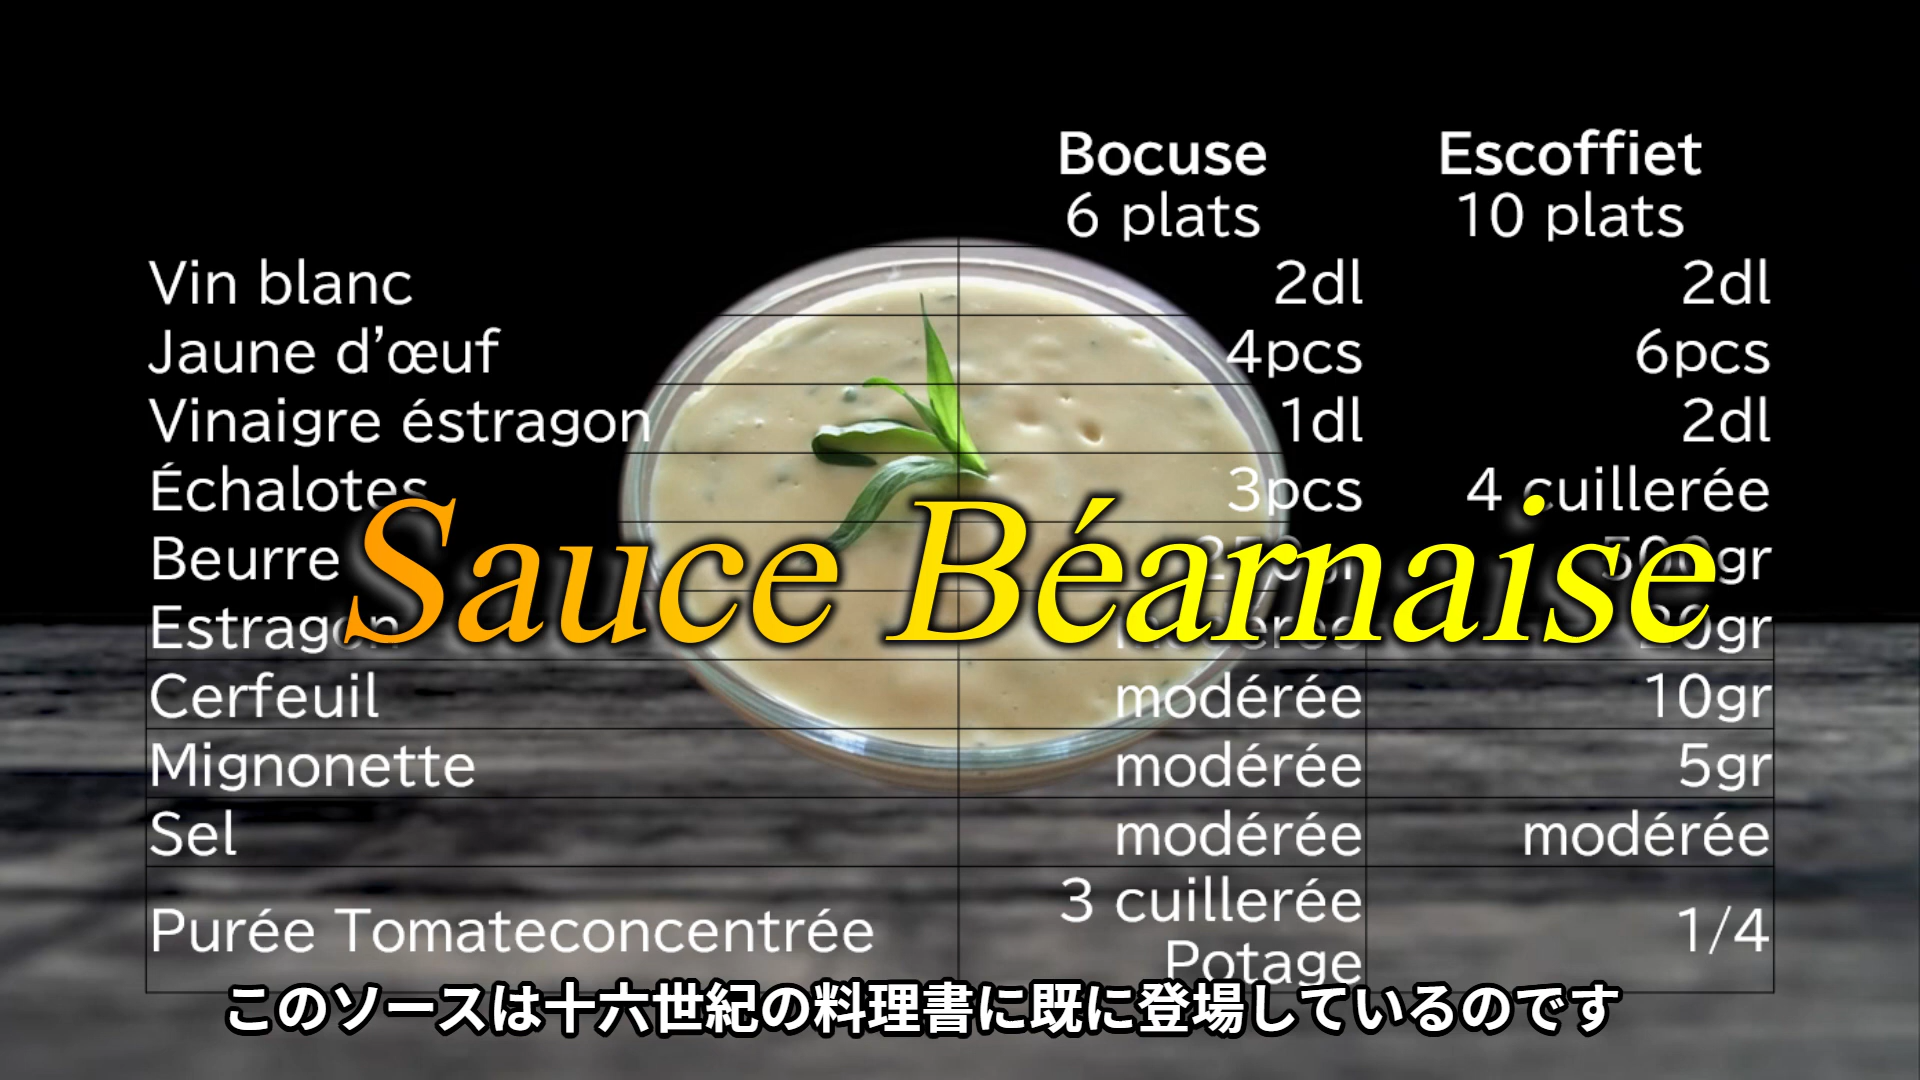 Bocuse Escoffiet
6 plats 10 plats
Vin blanc 2dl 2dl
Jaune d’œuf 4pcs 6pcs
Vinaigre éstragon 1dl 2dl
Échalotes 3pcs 4 cuillerée
Sauce Béarnaise
Beurre 500gr
Estragon
Cerfeuil modérée 10gr
Mignonette modérée 5gr
Sel modérée modérée
Purée Tomateconcentrée 3 cuillerée 1/4
Potage
このソースは十六世紀の料理書に既に登場しているのです